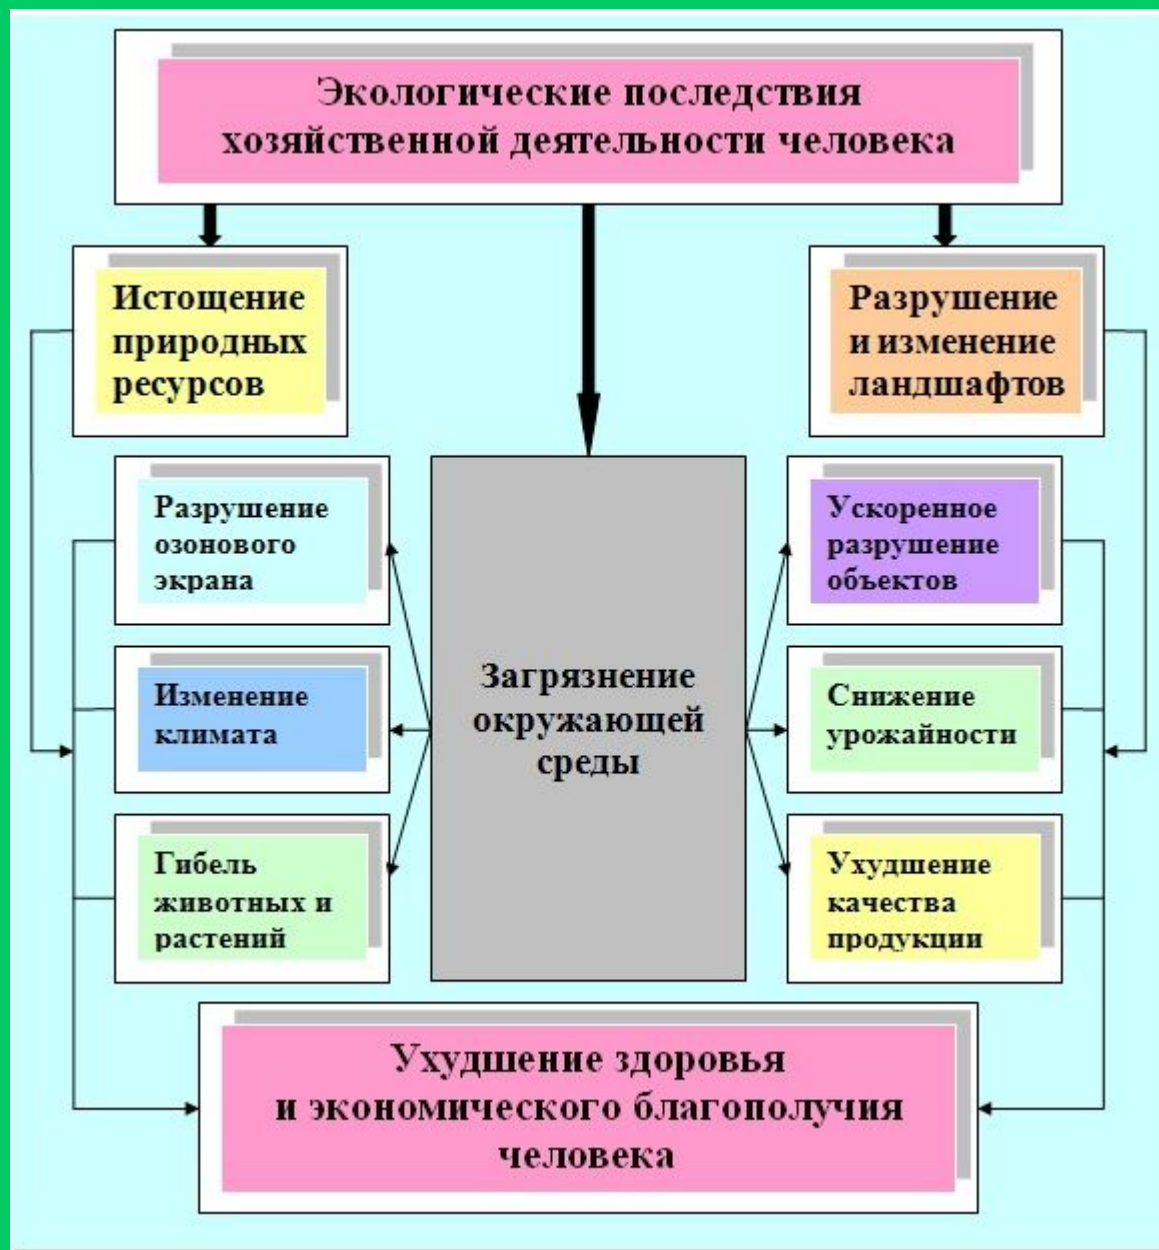 Экологические последствия
хозяйственной деятельности человека
Истощение
природных
ресурсов
Разрушение
и изменение
ландшафтов
Разрушение
озонового
экрана
Изменение
климата
Гибель
животных и
растений
Загрязнение
окружающей
среды
Ускоренное
разрушение
объектов
Снижение
урожайности
Ухудшение
качества
продукции
Ухудшение здоровья
и экономического благополучия
человека